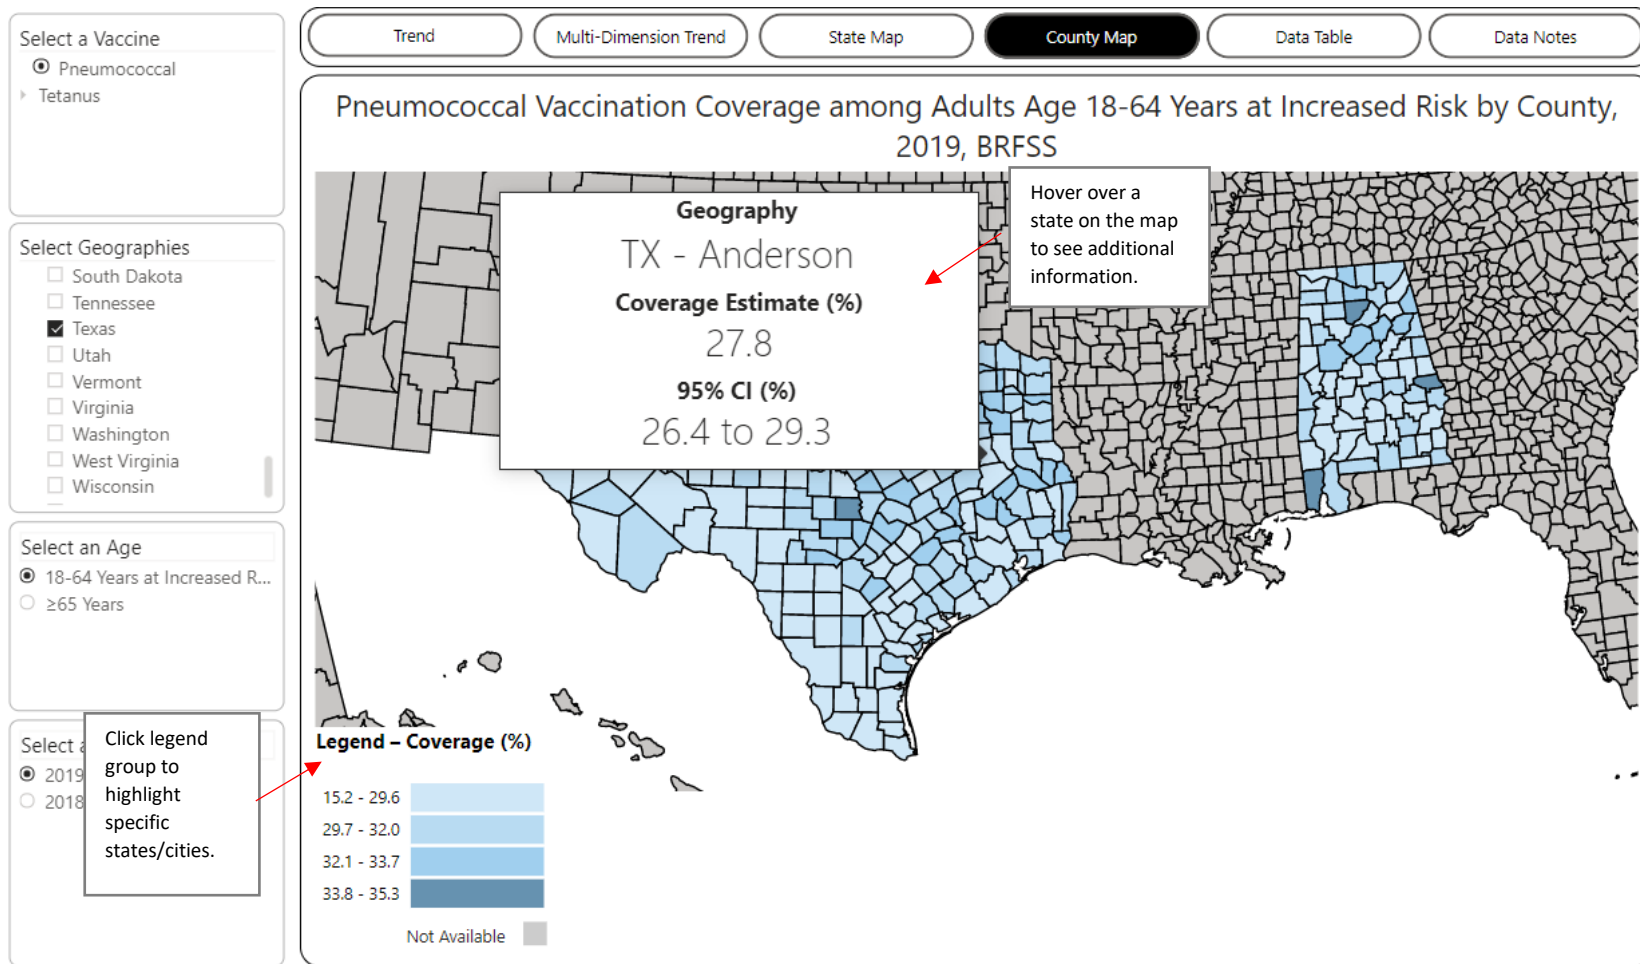 Select a Vaccine
Pneumococcal
Tetanus
Select Geographies
South Dakota
Tennessee
Texas
Utah
Vermont
Virginia
Washington
West Virginia
Wisconsin
Select an Age
18-64 Years at Increased R...
≥65 Years
Select a
2019
2018
Click legend
group to
highlight
specific
states/cities.
Trend
Multi-Dimension Trend
State Map
County Map
Data Table
Data Notes
Pneumococcal Vaccination Coverage among Adults Age 18-64 Years at Increased Risk by County,
2019, BRFSS
Geography
TX - Anderson
Coverage Estimate (%)
27.8
95% CI (%)
26.4 to 29.3
Hover over a
state on the map
to see additional
information.
Legend – Coverage (%)
15.2 - 29.6
29.7 - 32.0
32.1 - 33.7
33.8 - 35.3
Not Available